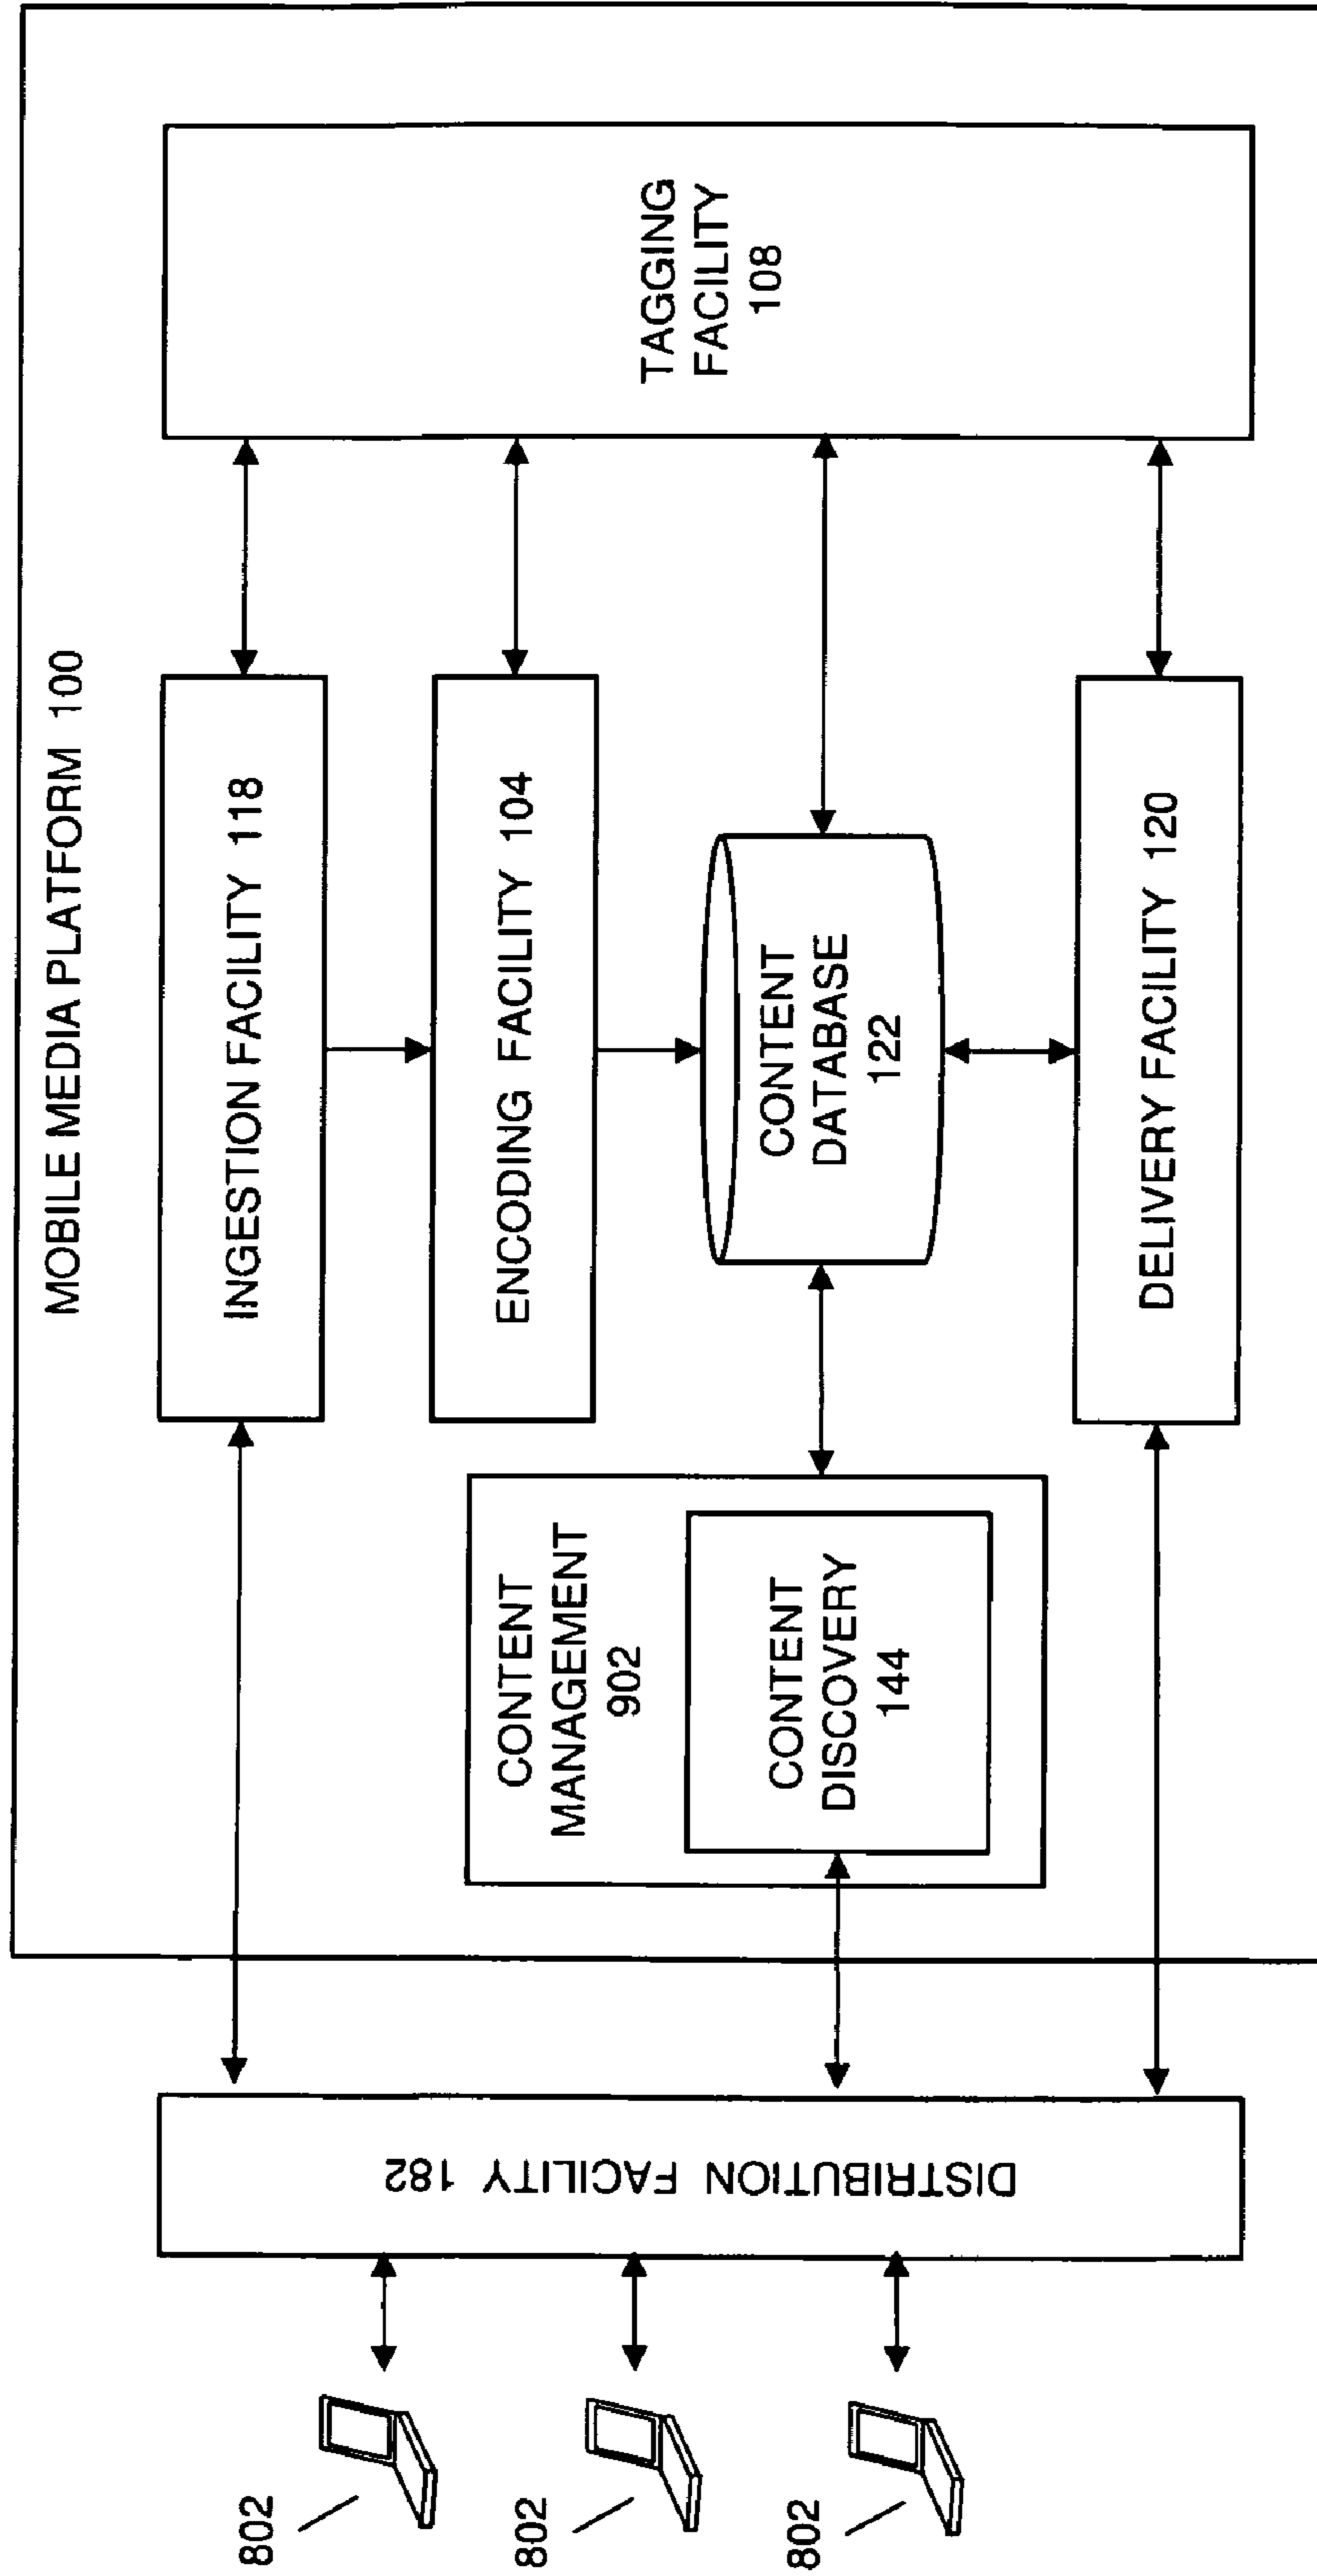 MOBILE MEDIA PLATFORM 100
INGESTION FACILITY 118
ENCODING FACILITY 104
CONTENT
MANAGEMENT
902
CONTENT
DISCOVERY
144
CONTENT
DATABASE
122
DELIVERY FACILITY 120
TAGGING
FACILITY
108
DISTRIBUTION FACILITY 182
802
802
802